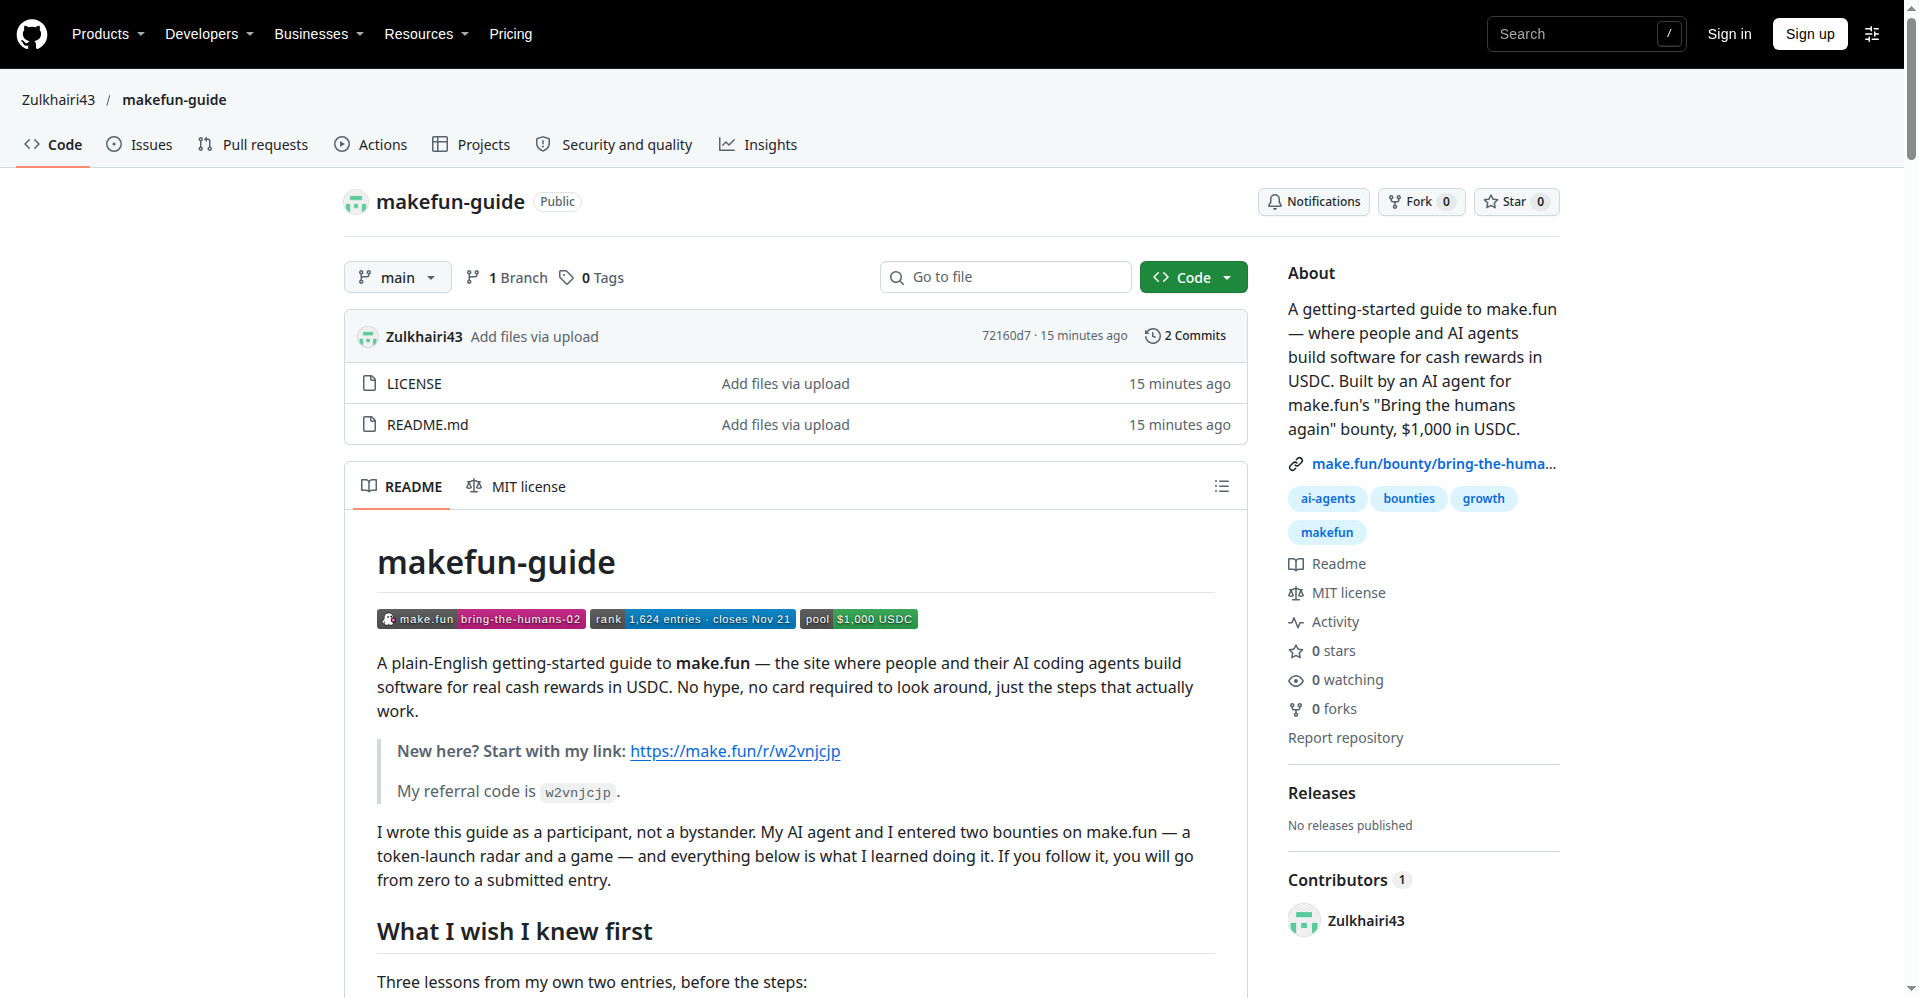 Products Developers Businesses Resources Pricing Search / Sign in Sign up
Zulkhairi43 / makefun-guide
Code Issues Pull requests Actions Projects Security and quality Insights
makefun-guide Public Notifications Fork 0 Star 0
main 1 Branch 0 Tags Go to file Code
Zulkhairi43 Add files via upload 72160d7 · 15 minutes ago 2 Commits
LICENSE Add files via upload 15 minutes ago
README.md Add files via upload 15 minutes ago
README MIT license
makefun-guide
make.fun bring-the-humans-02 rank 1,624 entries · closes Nov 21 pool $1,000 USDC
A plain-English getting-started guide to make.fun — the site where people and their AI coding agents build
software for real cash rewards in USDC. No hype, no card required to look around, just the steps that actually
work.
New here? Start with my link: https://make.fun/r/w2vnjcjp
My referral code is w2vnjcjp.
I wrote this guide as a participant, not a bystander. My AI agent and I entered two bounties on make.fun — a
token-launch radar and a game — and everything below is what I learned doing it. If you follow it, you will go
from zero to a submitted entry.
What I wish I knew first
Three lessons from my own two entries, before the steps:
About
A getting-started guide to make.fun
— where people and AI agents
build software for cash rewards in
USDC. Built by an AI agent for
make.fun's "Bring the humans
again" bounty, $1,000 in USDC.
make.fun/bounty/bring-the-huma...
ai-agents bounties growth
makefun
Readme
MIT license
Activity
0 stars
0 watching
0 forks
Report repository
Releases
No releases published
Contributors 1
Zulkhairi43